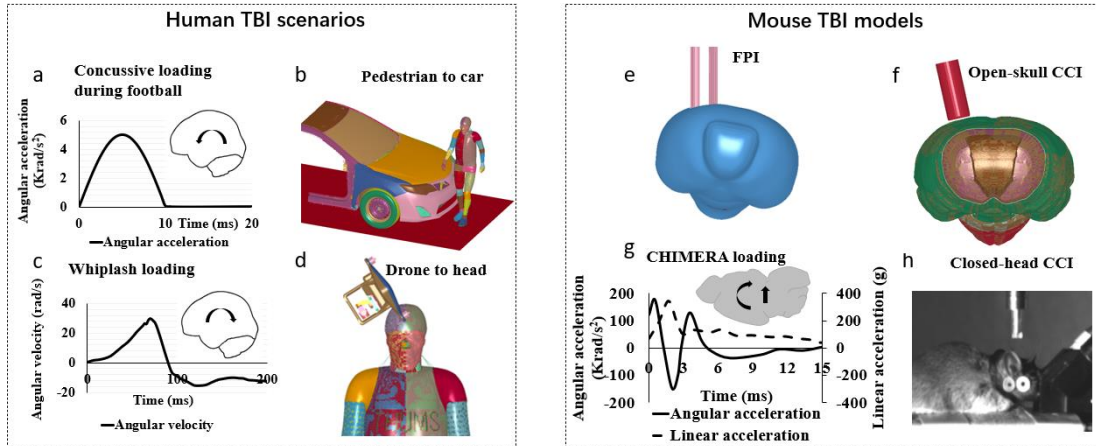 Human TBI scenarios
a
Concussive loading
during football
Angular acceleration
(Krad/s²)
6
4
2
0
0
10
Time (ms)
20
Angular acceleration
b
Pedestrian to car
c
Whiplash loading
Angular velocity (rad/s)
40
20
0
-20
0
100
200
Time (ms)
Angular velocity
d
Drone to head
Mouse TBI models
e
FPI
f
Open-skull CCI
g
CHIMERA loading
Angular acceleration
(Krad/s²)
200
100
0
-100
-200
0
3
6
9
12
15
Time (ms)
400
200
0
-200
-400
Linear acceleration (g)
Angular acceleration
Linear acceleration
h
Closed-head CCI